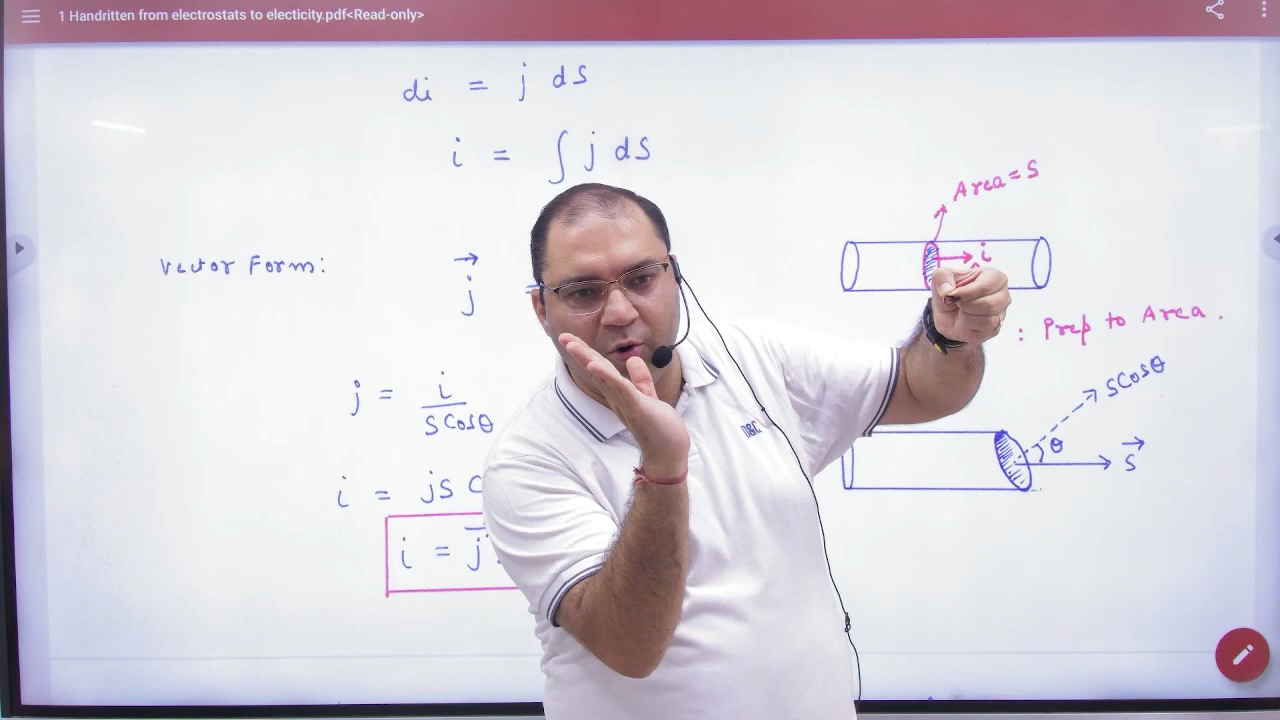 1 Handritten from electrostats to electicity.pdf<Read-only>
di = j dS
i = ∫ j dS
Area = S
i
Vector Form:
j⃗
: Prep to Area .
j = i / S Cosθ
S Cosθ
θ
S⃗
i = jS
i = j⃗ .